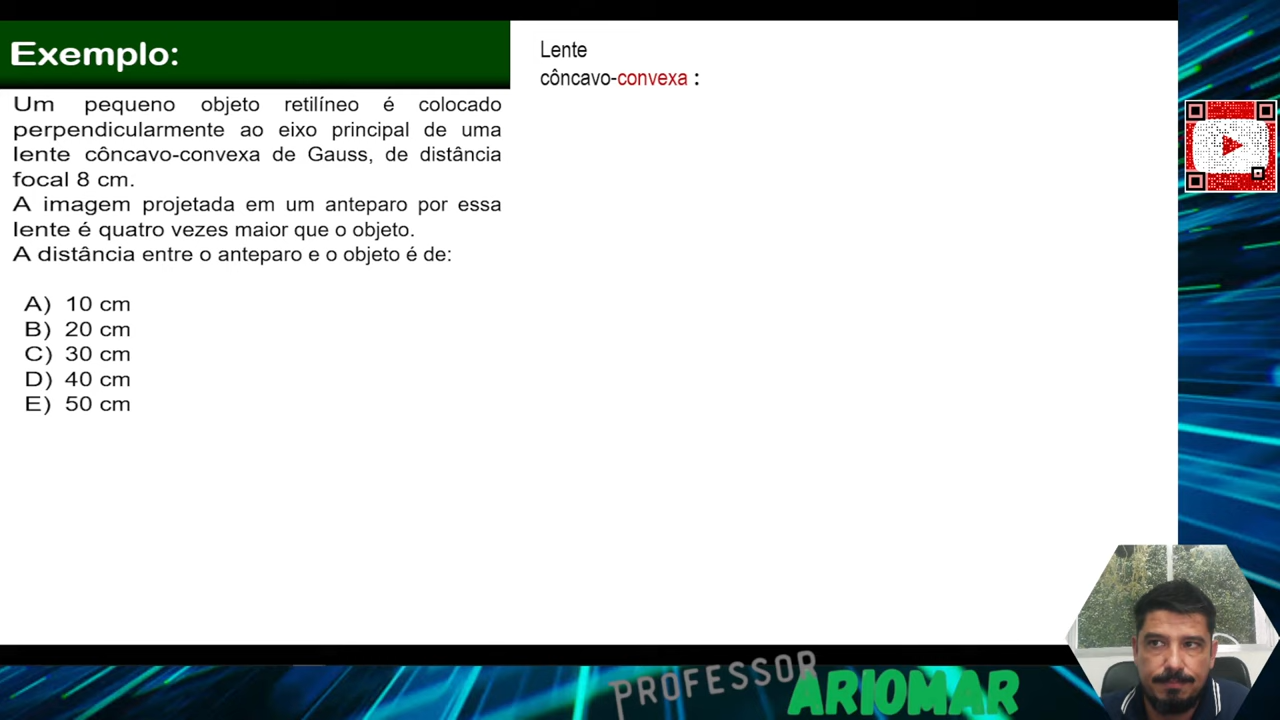 Exemplo:
Um pequeno objeto retilíneo é colocado
perpendicularmente ao eixo principal de uma
lente côncavo-convexa de Gauss, de distância
focal 8 cm.
A imagem projetada em um anteparo por essa
lente é quatro vezes maior que o objeto.
A distância entre o anteparo e o objeto é de:
A) 10 cm
B) 20 cm
C) 30 cm
D) 40 cm
E) 50 cm
Lente
côncavo-convexa :
PROFESSOR
ARIOMAR